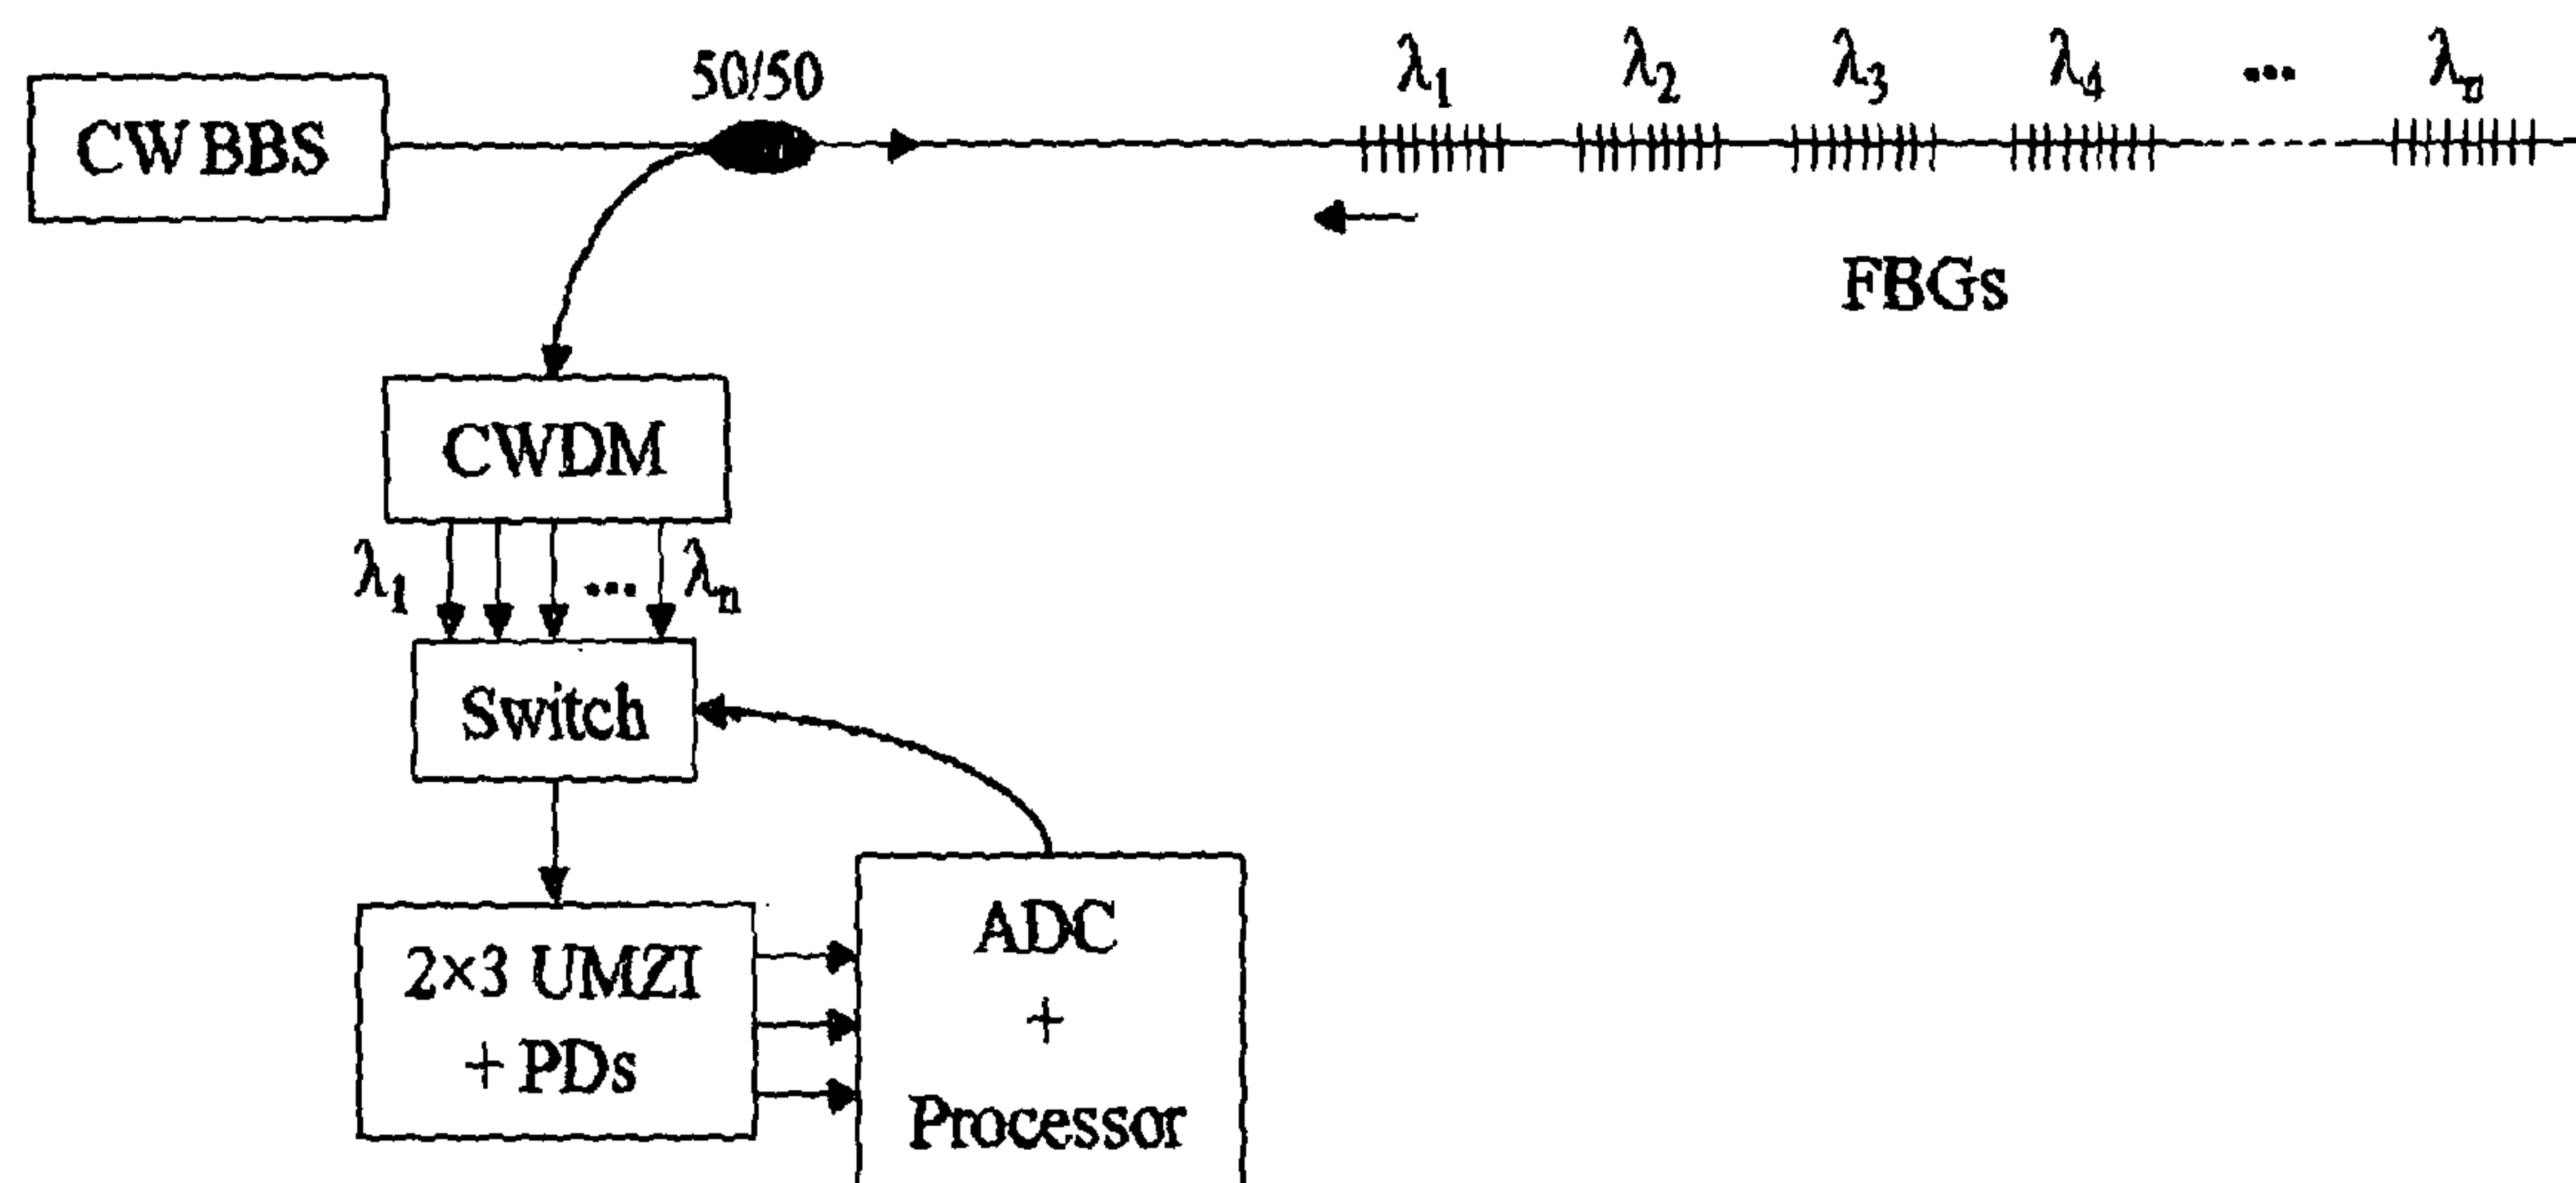 50/50
λ1 λ2 λ3 λ4 ... λn
CW BBS
FBGs
CWDM
λ1 ... λn
Switch
2×3 UMZI
+ PDs
ADC
+
Processor